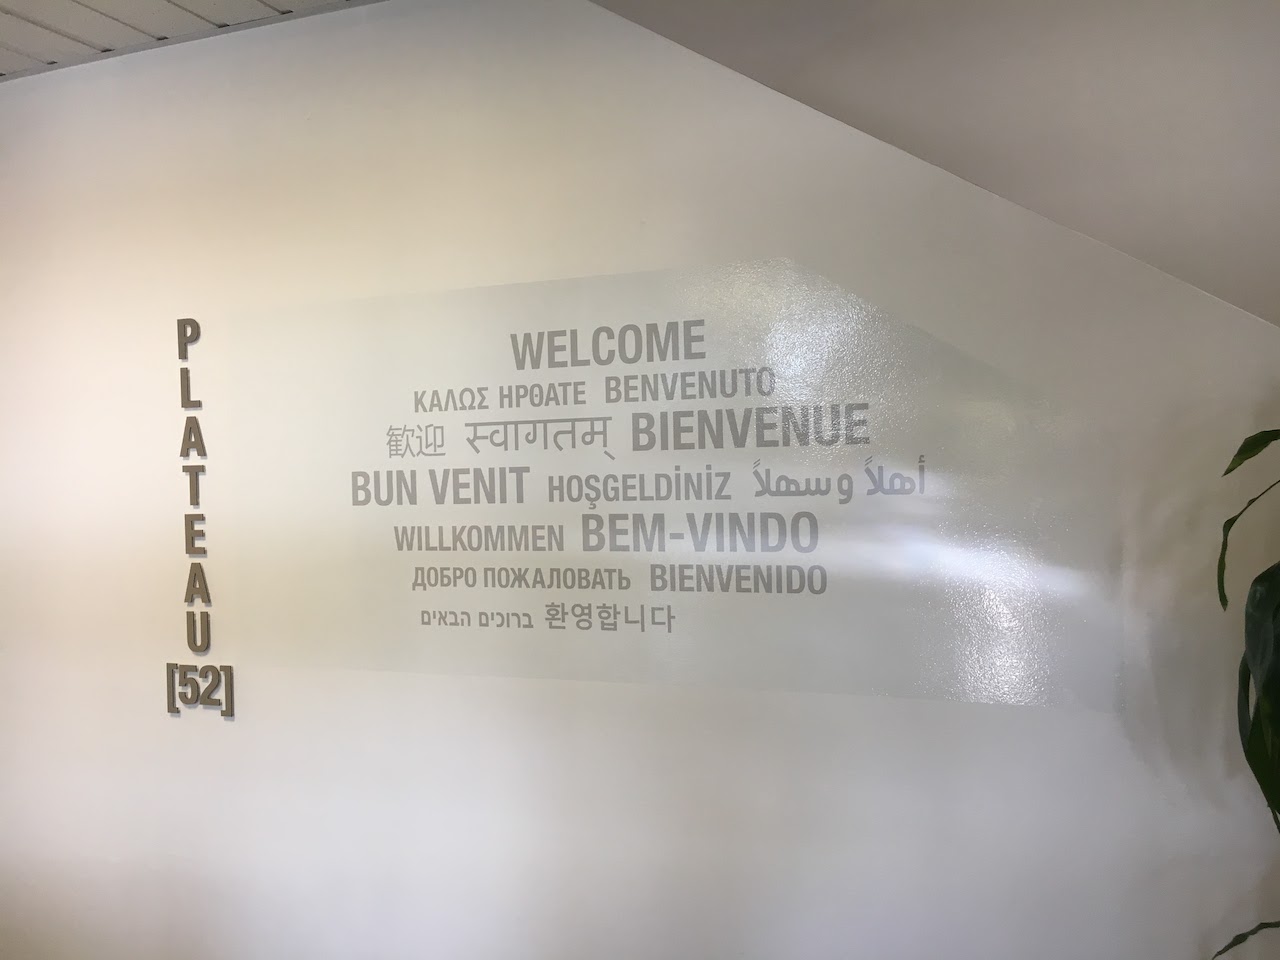 PLATEAU
[52]
WELCOME
ΚΑΛΩΣ ΗΡΘΑΤΕ BENVENUTO
歡迎 स्वागतम् BIENVENUE
BUN VENIT HOŞGELDİNİZ أهلاً وسهلاً
WILLKOMMEN BEM-VINDO
ДОБРО ПОЖАЛОВАТЬ BIENVENIDO
ברוכים הבאים 환영합니다